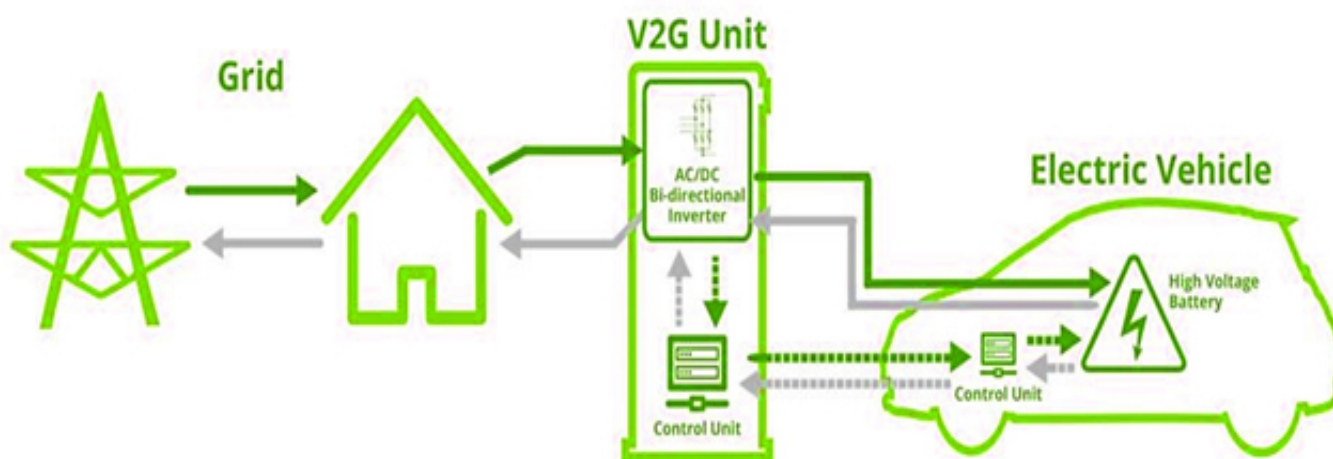 V2G Unit
Grid
AC/DC
Bi-directional
Inverter
Electric Vehicle
High Voltage
Battery
Control Unit
Control Unit